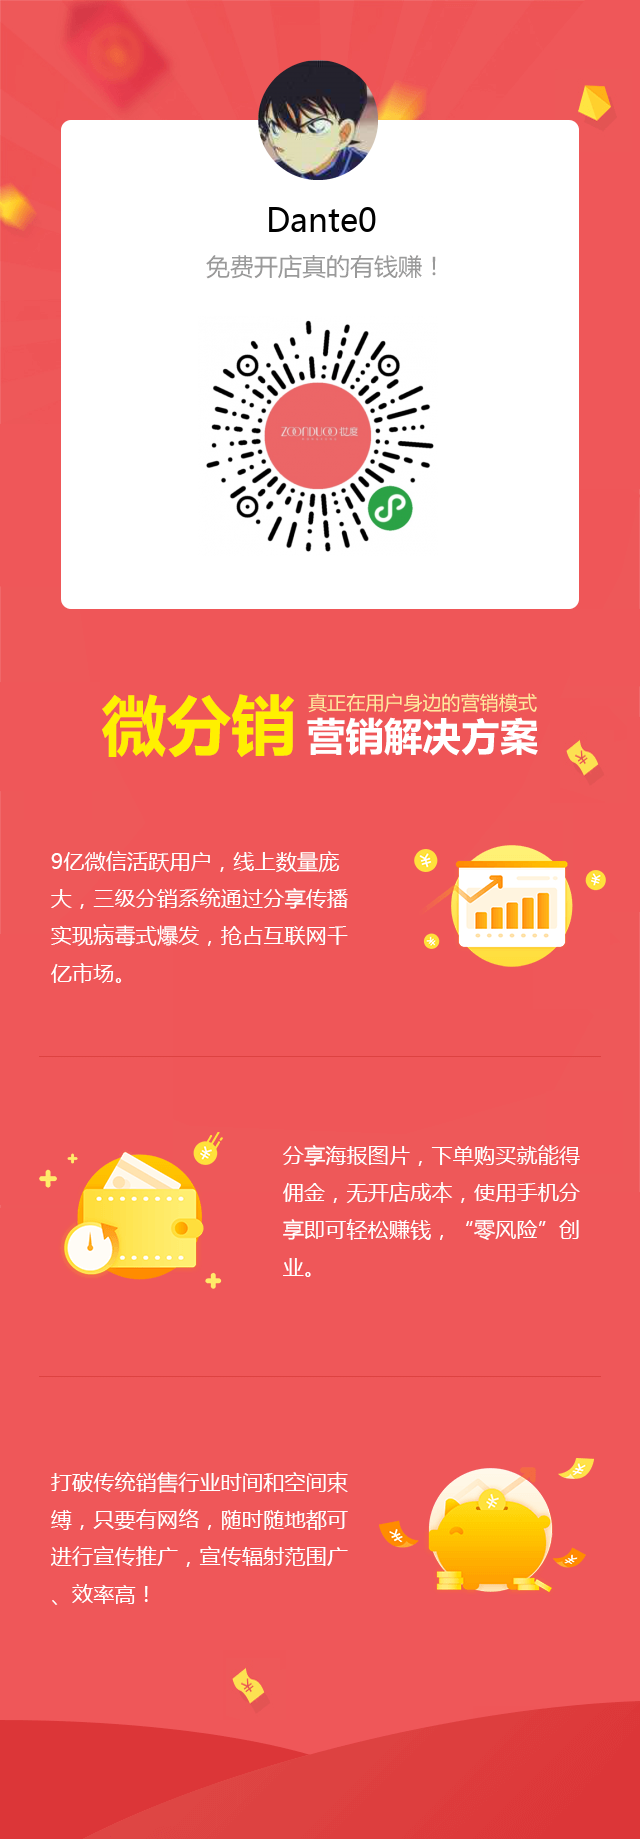 Dante0
免费开店真的有钱赚！
ZOONDUOO 忆度
微分销
真正在用户身边的营销模式
营销解决方案
9亿微信活跃用户，线上数量庞
大，三级分销系统通过分享传播
实现病毒式爆发，抢占互联网千
亿市场。
分享海报图片，下单购买就能得
佣金，无开店成本，使用手机分
享即可轻松赚钱，“零风险”创
业。
打破传统销售行业时间和空间束
缚，只要有网络，随时随地都可
进行宣传推广，宣传辐射范围广
、效率高！